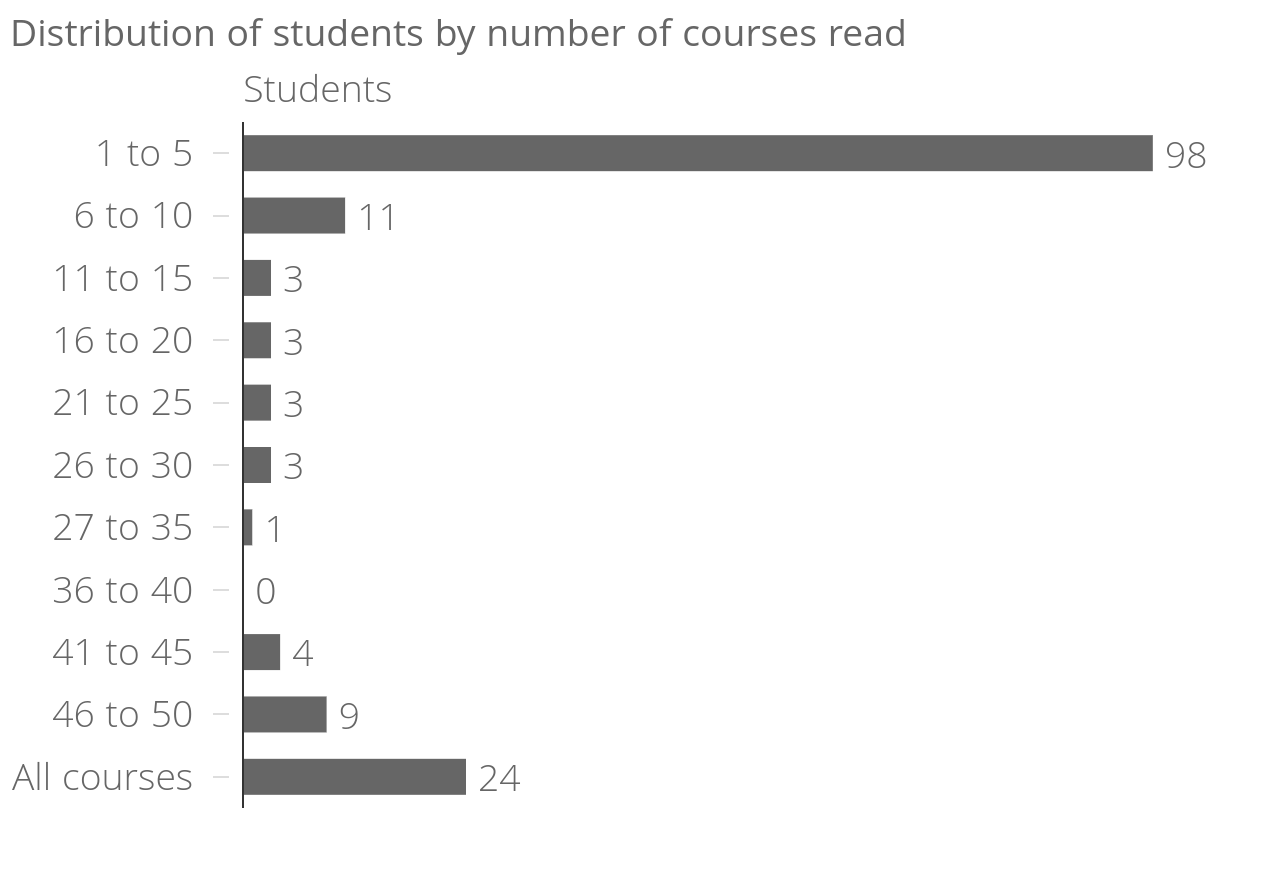 Distribution of students by number of courses read
Students
1 to 5 98
6 to 10 11
11 to 15 3
16 to 20 3
21 to 25 3
26 to 30 3
27 to 35 1
36 to 40 0
41 to 45 4
46 to 50 9
All courses 24